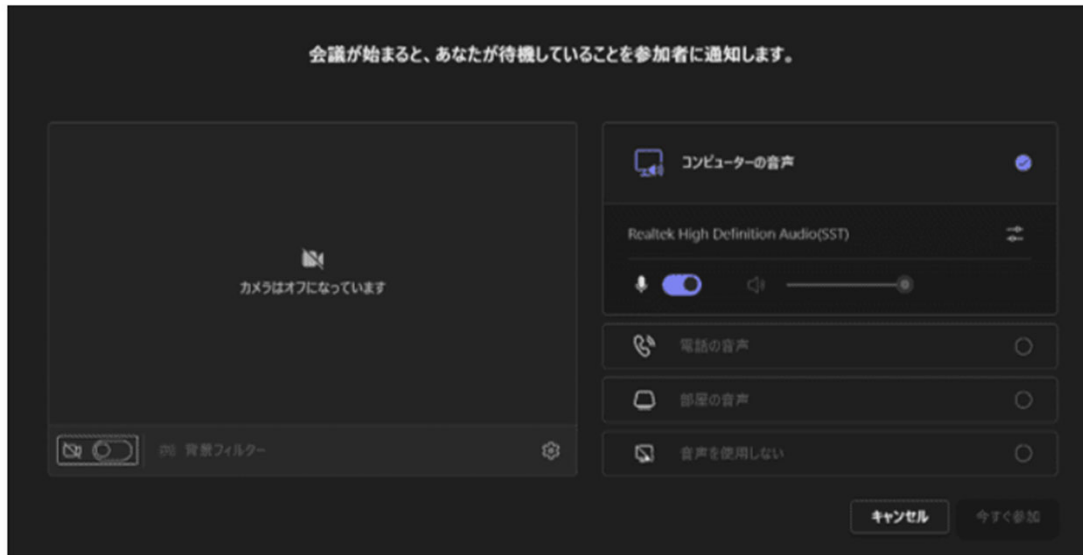 会議が始まると、あなたが待機していることを参加者に通知します。
カメラはオフになっています
背景フィルター
コンピューターの音声
Realtek High Definition Audio(SST)
電話の音声
部屋の音声
音声を使用しない
キャンセル
今すぐ参加